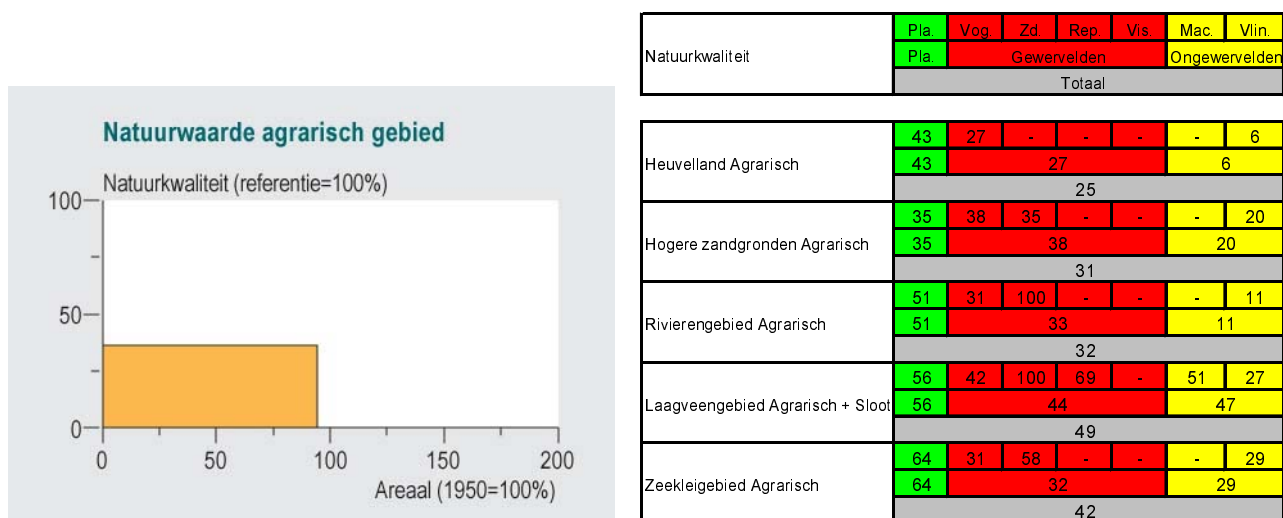 Natuurwaarde agrarisch gebied
Natuurkwaliteit (referentie=100%)
100
50
0
0 50 100 150 200
Areaal (1950=100%)
Natuurkwaliteit
Pla. Vog. Zd. Rep. Vis. Mac. Vlin.
Pla. Gewervelden Ongewervelden
Totaal
Heuvelland Agrarisch
43 27 - - - - 6
43 27 6
25
Hogere zandgronden Agrarisch
35 38 35 - - - 20
35 38 20
31
Rivierengebied Agrarisch
51 31 100 - - - 11
51 33 11
32
Laagveengebied Agrarisch + Sloot
56 42 100 69 - 51 27
56 44 47
49
Zeekleigebied Agrarisch
64 31 58 - - - 29
64 32 29
42